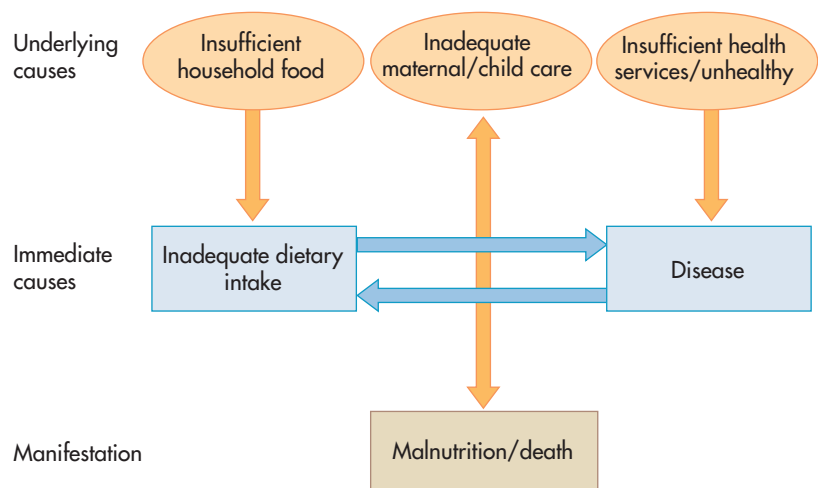 Underlying
causes
Insufficient
household food
Inadequate
maternal/child care
Insufficient health
services/unhealthy
Immediate
causes
Inadequate dietary
intake
Disease
Manifestation
Malnutrition/death